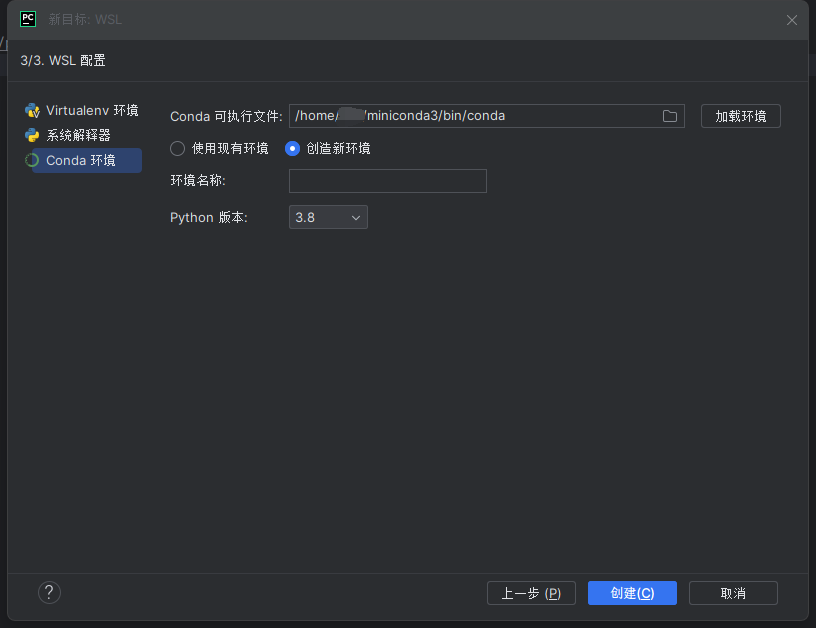 PC 新目标: WSL
3/3. WSL 配置
Virtualenv 环境
系统解释器
Conda 环境
Conda 可执行文件: /home/ /miniconda3/bin/conda 加载环境
使用现有环境 创造新环境
环境名称:
Python 版本: 3.8
? 上一步 (P) 创建(C) 取消